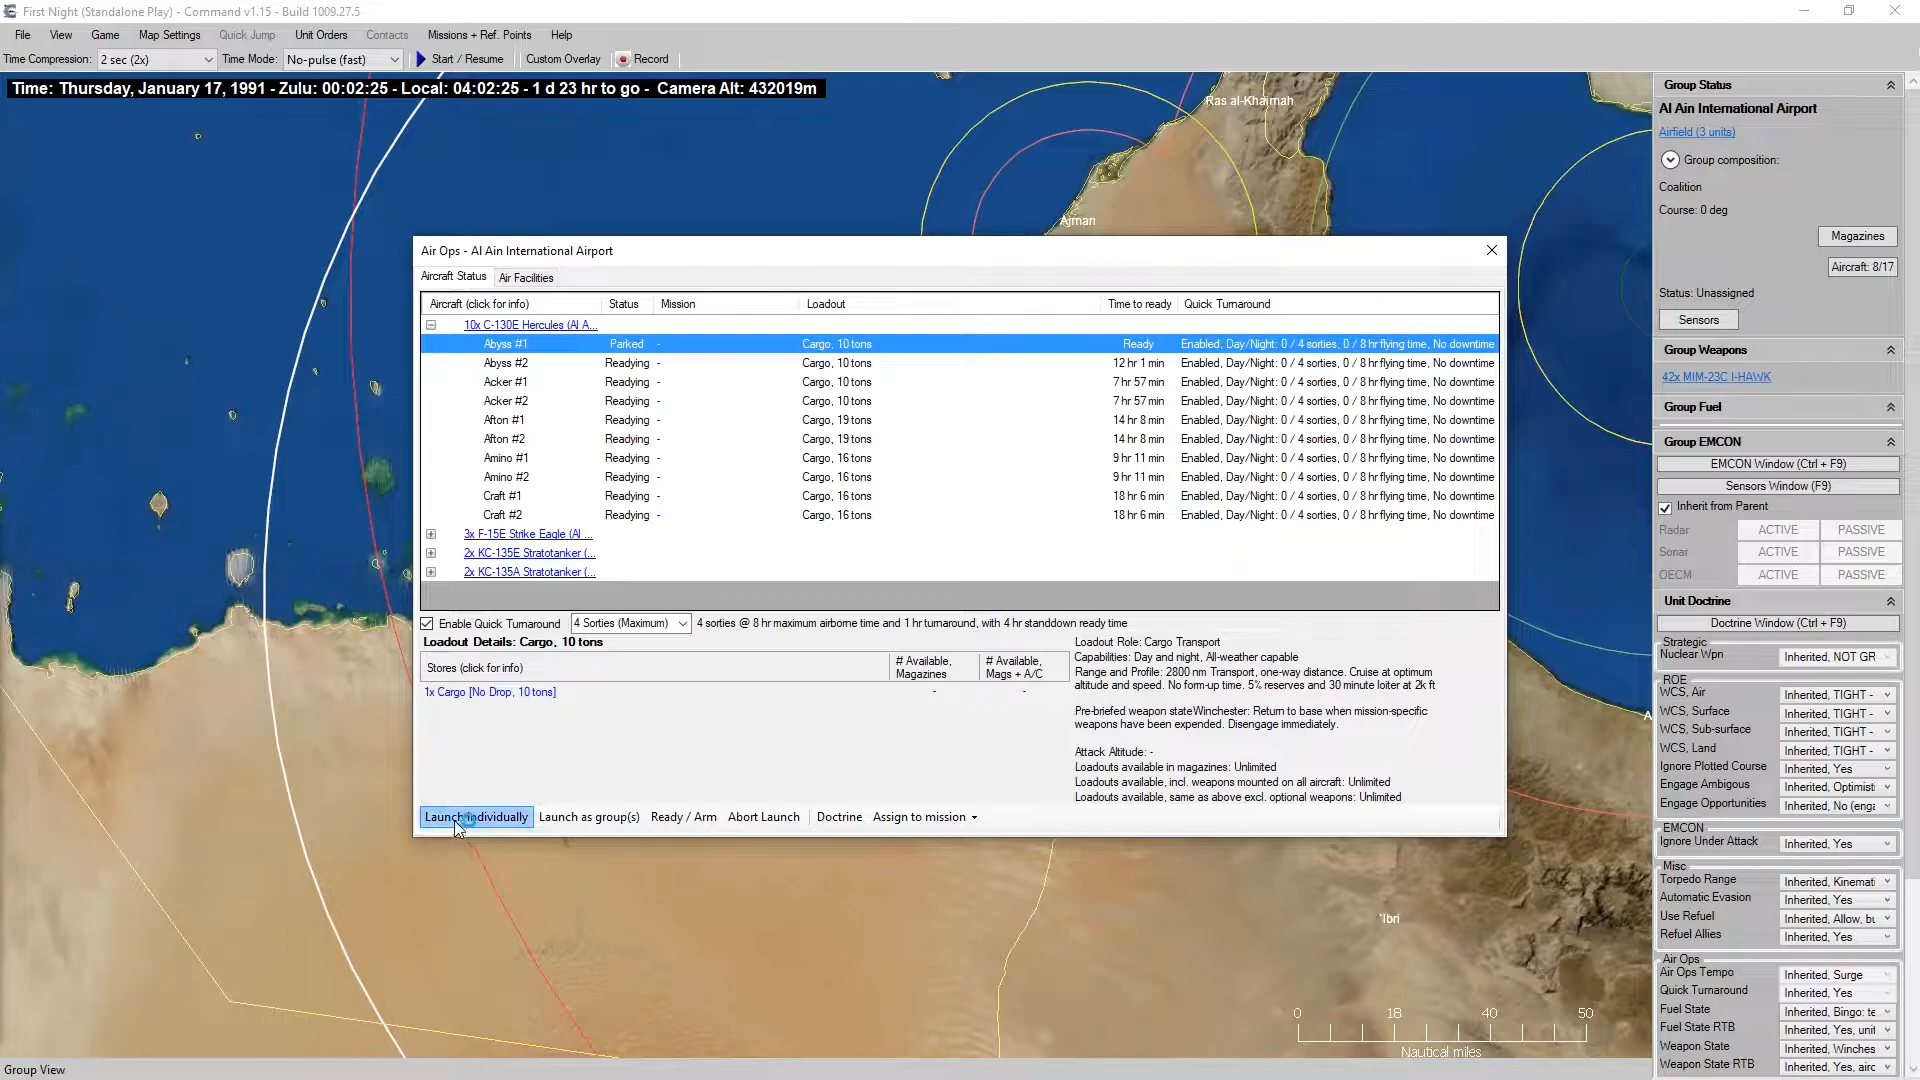 First Night (Standalone Play) - Command v1.15 - Build 1009.27.5
File View Game Map Settings Quick Jump Unit Orders Contacts Missions + Ref. Points Help
Time Compression: 2 sec (2x) Time Mode: No-pulse (fast) Start / Resume Custom Overlay Record
Time: Thursday, January 17, 1991 - Zulu: 00:02:25 - Local: 04:02:25 - 1 d 23 hr to go - Camera Alt: 432019m
Ras al-Khaimah
Ajman
Air Ops - Al Ain International Airport
Aircraft Status Air Facilities
Aircraft (click for info) Status Mission Loadout Time to ready Quick Turnaround
10x C-130E Hercules (Al A...
Abyss #1 Parked - Cargo, 10 tons Ready Enabled, Day/Night: 0 / 4 sorties, 0 / 8 hr flying time, No downtime
Abyss #2 Readying - Cargo, 10 tons 12 hr 1 min Enabled, Day/Night: 0 / 4 sorties, 0 / 8 hr flying time, No downtime
Acker #1 Readying - Cargo, 10 tons 7 hr 57 min Enabled, Day/Night: 0 / 4 sorties, 0 / 8 hr flying time, No downtime
Acker #2 Readying - Cargo, 10 tons 7 hr 57 min Enabled, Day/Night: 0 / 4 sorties, 0 / 8 hr flying time, No downtime
Afton #1 Readying - Cargo, 19 tons 14 hr 8 min Enabled, Day/Night: 0 / 4 sorties, 0 / 8 hr flying time, No downtime
Afton #2 Readying - Cargo, 19 tons 14 hr 8 min Enabled, Day/Night: 0 / 4 sorties, 0 / 8 hr flying time, No downtime
Amino #1 Readying - Cargo, 16 tons 9 hr 11 min Enabled, Day/Night: 0 / 4 sorties, 0 / 8 hr flying time, No downtime
Amino #2 Readying - Cargo, 16 tons 9 hr 11 min Enabled, Day/Night: 0 / 4 sorties, 0 / 8 hr flying time, No downtime
Craft #1 Readying - Cargo, 16 tons 18 hr 6 min Enabled, Day/Night: 0 / 4 sorties, 0 / 8 hr flying time, No downtime
Craft #2 Readying - Cargo, 16 tons 18 hr 6 min Enabled, Day/Night: 0 / 4 sorties, 0 / 8 hr flying time, No downtime
3x F-15E Strike Eagle (Al ...
2x KC-135E Stratotanker (...
2x KC-135A Stratotanker (...
Enable Quick Turnaround 4 Sorties (Maximum) 4 sorties @ 8 hr maximum airborne time and 1 hr turnaround, with 4 hr standdown ready time
Loadout Details: Cargo, 10 tons
Stores (click for info) # Available, Magazines # Available, Mags + A/C
1x Cargo [No Drop, 10 tons] - -
Loadout Role: Cargo Transport
Capabilities: Day and night, All-weather capable
Range and Profile: 2800 nm Transport, one-way distance. Cruise at optimum
altitude and speed. No form-up time. 5% reserves and 30 minute loiter at 2k ft
Pre-briefed weapon stateWinchester: Return to base when mission-specific
weapons have been expended. Disengage immediately.
Attack Altitude: -
Loadouts available in magazines: Unlimited
Loadouts available, incl. weapons mounted on all aircraft: Unlimited
Loadouts available, same as above excl. optional weapons: Unlimited
Launch individually Launch as group(s) Ready / Arm Abort Launch Doctrine Assign to mission
A
`Ibri
0 18 40 50
Nautical miles
Group View
Group Status
Al Ain International Airport
Airfield (3 units)
Group composition:
Coalition
Course: 0 deg
Magazines
Aircraft: 8/17
Status: Unassigned
Sensors
Group Weapons
42x MIM-23C I-HAWK
Group Fuel
Group EMCON
EMCON Window (Ctrl + F9)
Sensors Window (F9)
Inherit from Parent
Radar ACTIVE PASSIVE
Sonar ACTIVE PASSIVE
OECM ACTIVE PASSIVE
Unit Doctrine
Doctrine Window (Ctrl + F9)
Strategic
Nuclear Wpn Inherited, NOT GR
ROE
WCS, Air Inherited, TIGHT -
WCS, Surface Inherited, TIGHT -
WCS, Sub-surface Inherited, TIGHT -
WCS, Land Inherited, TIGHT -
Ignore Plotted Course Inherited, Yes
Engage Ambiguous Inherited, Optimist
Engage Opportunities Inherited, No (enga
EMCON
Ignore Under Attack Inherited, Yes
Misc
Torpedo Range Inherited, Kinemati
Automatic Evasion Inherited, Yes
Use Refuel Inherited, Allow, bu
Refuel Allies Inherited, Yes
Air Ops
Air Ops Tempo Inherited, Surge
Quick Turnaround Inherited, Yes
Fuel State Inherited, Bingo: te
Fuel State RTB Inherited, Yes, unit
Weapon State Inherited, Winches
Weapon State RTB Inherited, Yes, airc